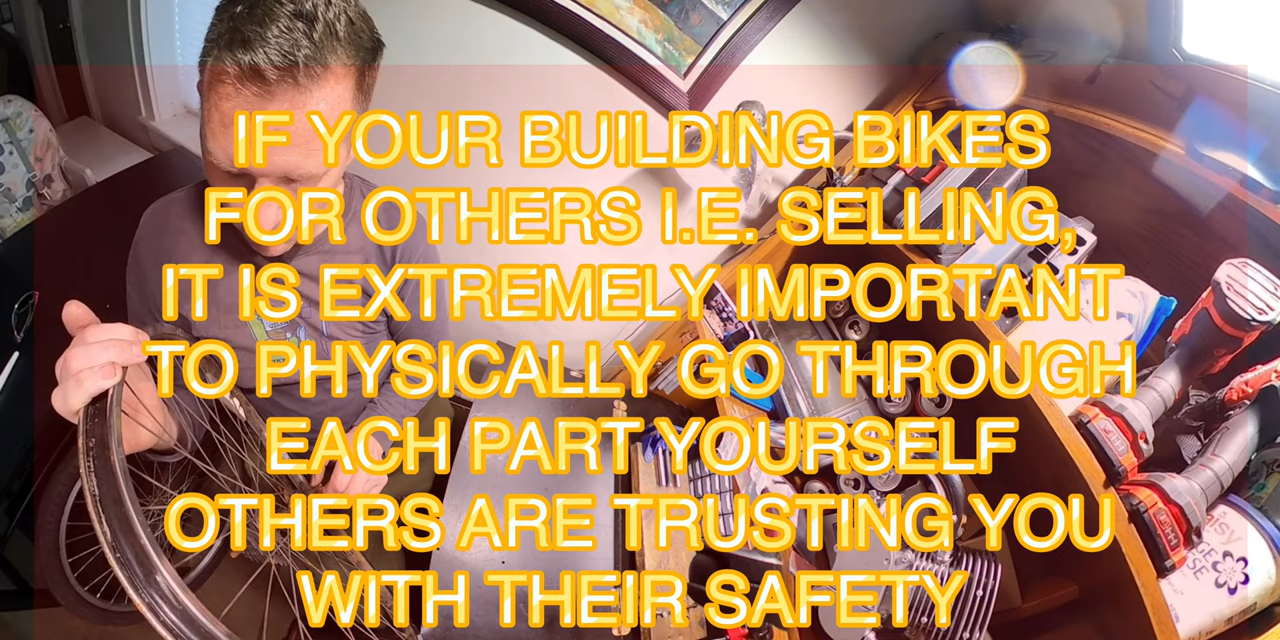 IF YOUR BUILDING BIKES
FOR OTHERS I.E. SELLING,
IT IS EXTREMELY IMPORTANT
TO PHYSICALLY GO THROUGH
EACH PART YOURSELF
OTHERS ARE TRUSTING YOU
WITH THEIR SAFETY